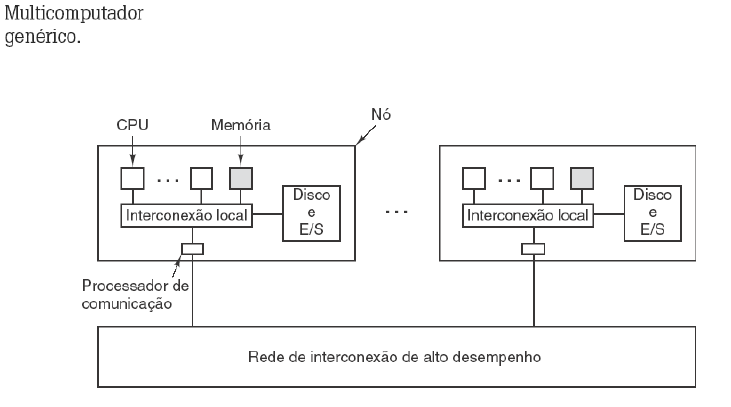 Multicomputador
genérico.
Nó
CPU
Memória
...
Interconexão local
Disco
e
E/S
Processador de
comunicação
...
...
Interconexão local
Disco
e
E/S
Rede de interconexão de alto desempenho